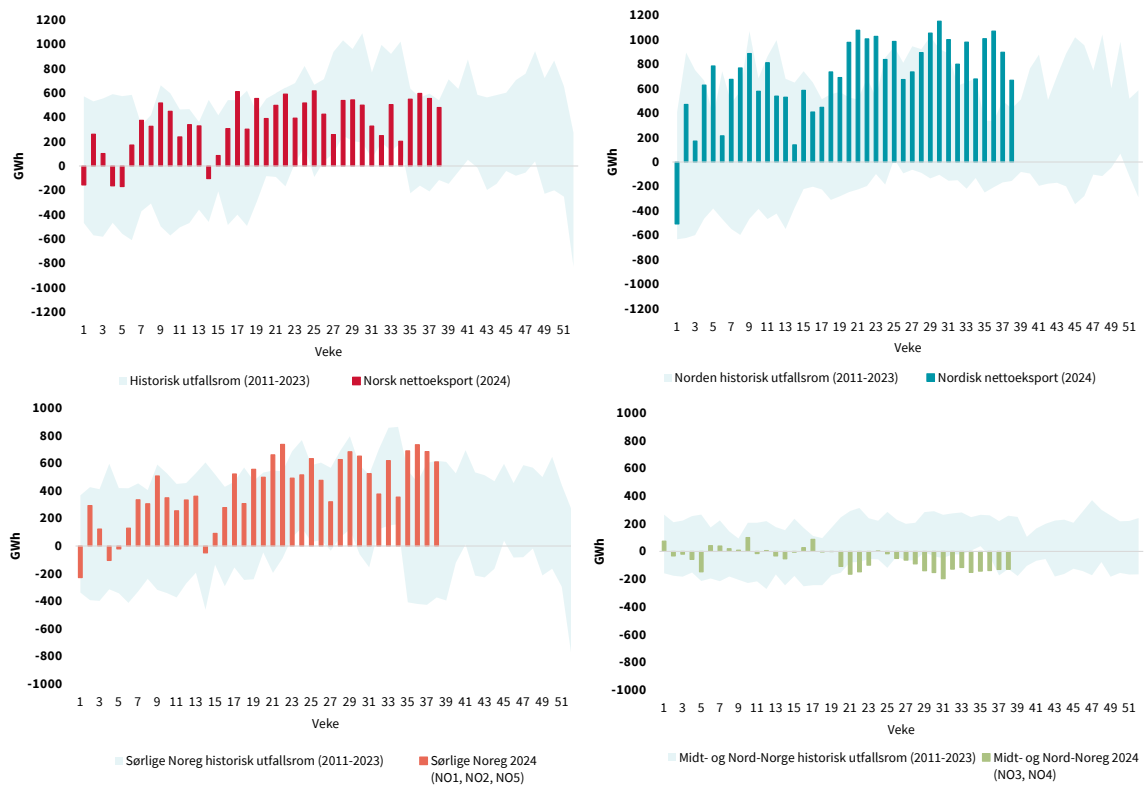 1200
1000
800
600
400
200
0
-200
-400
-600
-800
-1000
-1200
GWh
1 3 5 7 9 11 13 15 17 19 21 23 25 27 29 31 33 35 37 39 41 43 45 47 49 51
Veke
Historisk utfallsrom (2011-2023) Norsk nettoeksport (2024)
1200
1000
800
600
400
200
0
-200
-400
-600
-800
-1000
-1200
GWh
1 3 5 7 9 11 13 15 17 19 21 23 25 27 29 31 33 35 37 39 41 43 45 47 49 51
Veke
Norden historisk utfallsrom (2011-2023) Nordisk nettoeksport (2024)
1000
800
600
400
200
0
-200
-400
-600
-800
-1000
GWh
1 3 5 7 9 11 13 15 17 19 21 23 25 27 29 31 33 35 37 39 41 43 45 47 49 51
Veke
Sørlige Noreg historisk utfallsrom (2011-2023) Sørlige Noreg 2024
(NO1, NO2, NO5)
1000
800
600
400
200
0
-200
-400
-600
-800
-1000
GWh
1 3 5 7 9 11 13 15 17 19 21 23 25 27 29 31 33 35 37 39 41 43 45 47 49 51
Veke
Midt- og Nord-Norge historisk utfallsrom (2011-2023) Midt- og Nord-Noreg 2024
(NO3, NO4)